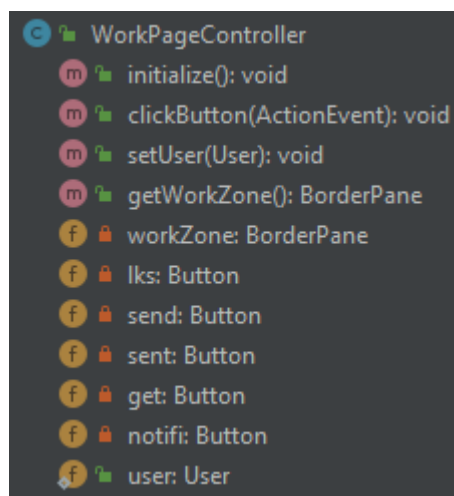 WorkPageController
initialize(): void
clickButton(ActionEvent): void
setUser(User): void
getWorkZone(): BorderPane
workZone: BorderPane
lks: Button
send: Button
sent: Button
get: Button
notifi: Button
user: User